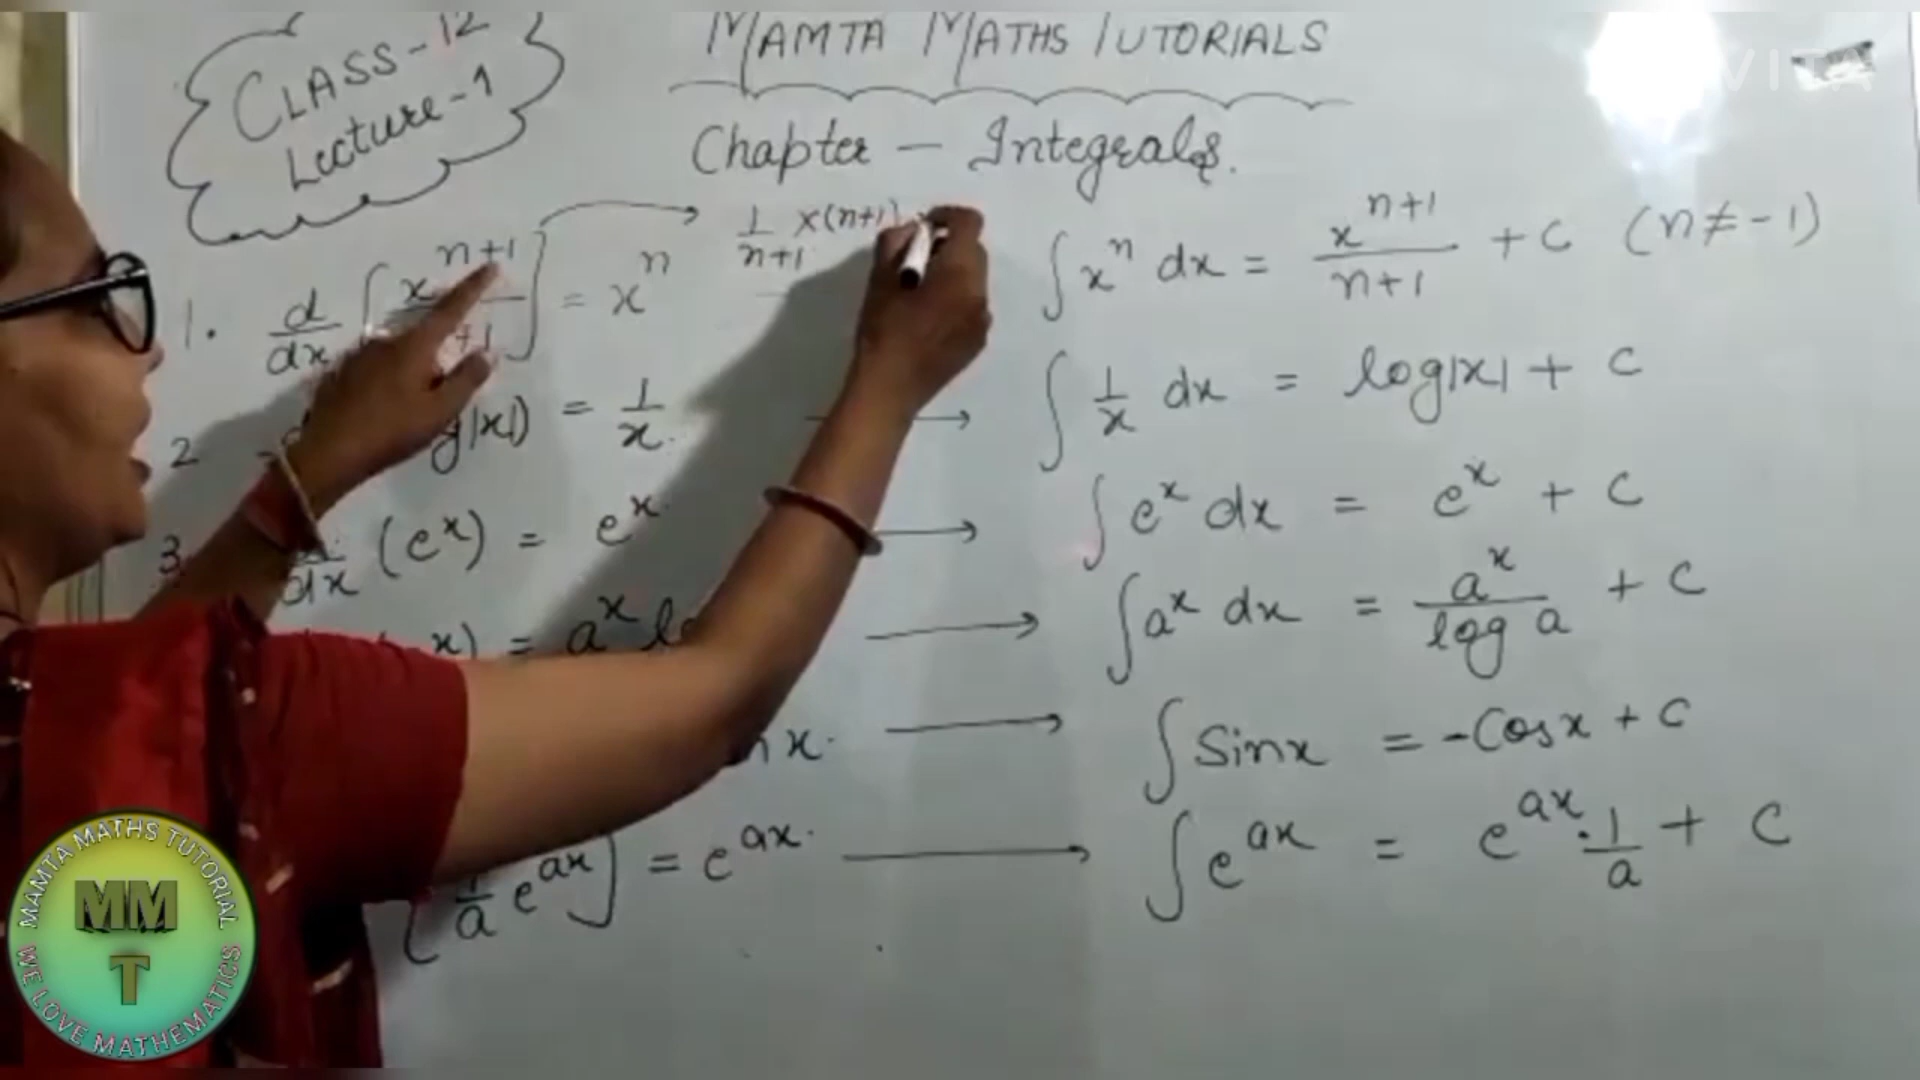 CLASS-12
Lecture-1
MAMTA MATHS TUTORIALS
VITA
Chapter — Integrals.
1. d/dx [x^(n+1)/ +1] = x^n → 1/(n+1) ×(n+1)
∫ x^n dx = x^(n+1)/(n+1) + C (n≠-1)
2 g|x|) = 1/x. →
∫ 1/x dx = log|x| + C
3 dx (e^x) = e^x. →
∫ e^x dx = e^x + C
x) = a^x l →
∫ a^x dx = a^x/log a + C
x. →
∫ Sinx = -Cosx + C
[1/a e^(ax)] = e^(ax). →
∫ e^(ax) = e^(ax) . 1/a + C
MAMTA MATHS TUTORIAL
MM
T
WE LOVE MATHEMATICS